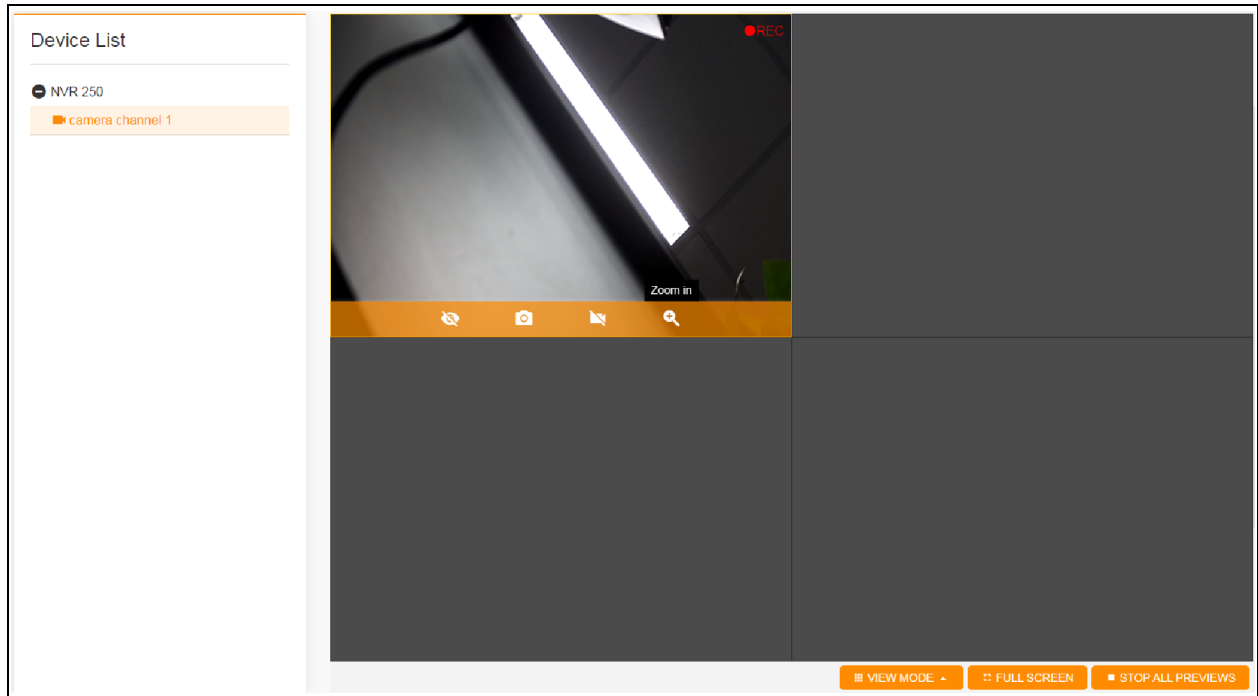 Device List
NVR 250
camera channel 1
REC
Zoom in
VIEW MODE
FULL SCREEN
STOP ALL PREVIEWS